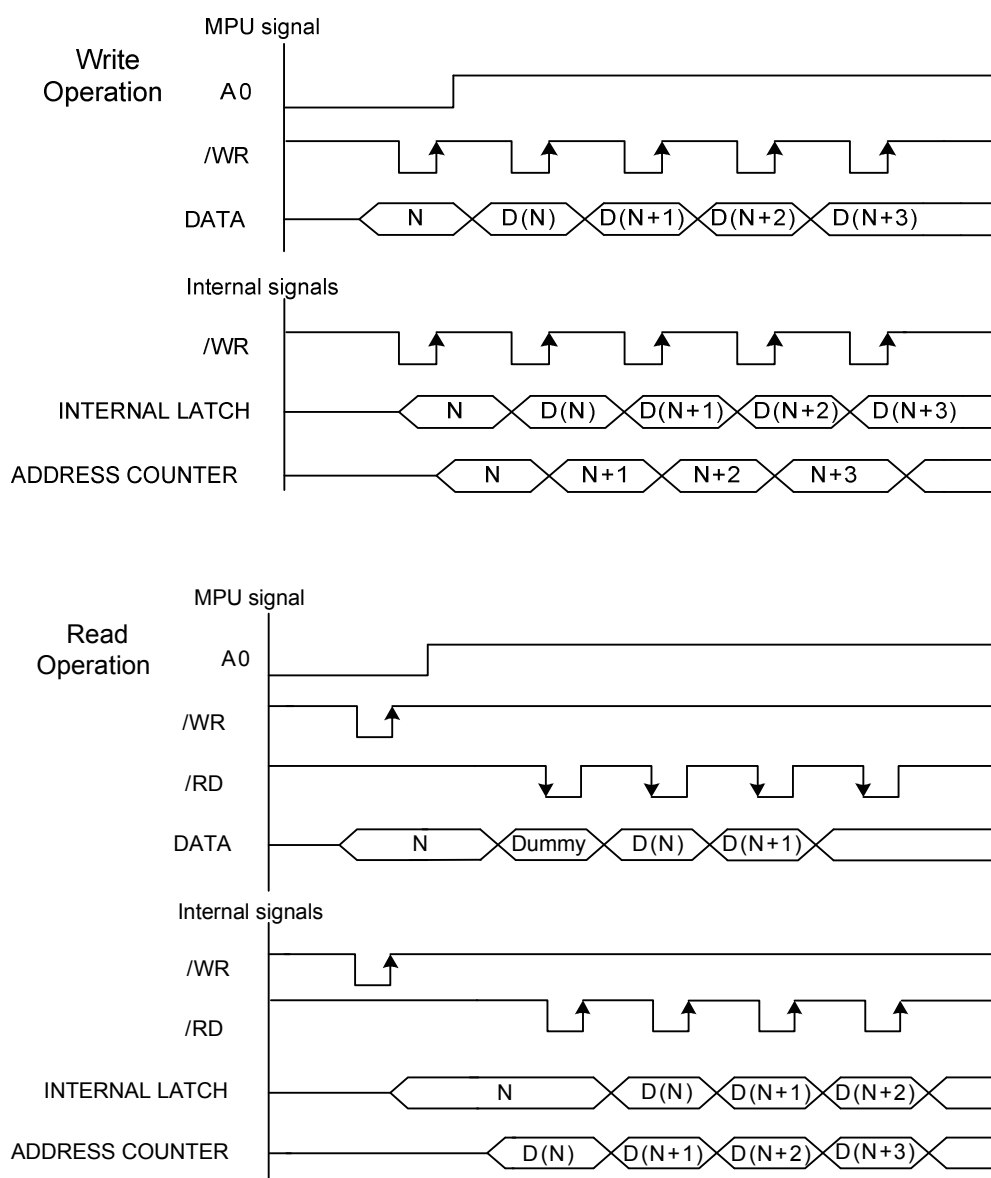 MPU signal
Write
Operation
A0
/WR
DATA N D(N) D(N+1) D(N+2) D(N+3)
Internal signals
/WR
INTERNAL LATCH N D(N) D(N+1) D(N+2) D(N+3)
ADDRESS COUNTER N N+1 N+2 N+3
MPU signal
Read
Operation
A0
/WR
/RD
DATA N Dummy D(N) D(N+1)
Internal signals
/WR
/RD
INTERNAL LATCH N D(N) D(N+1) D(N+2)
ADDRESS COUNTER D(N) D(N+1) D(N+2) D(N+3)